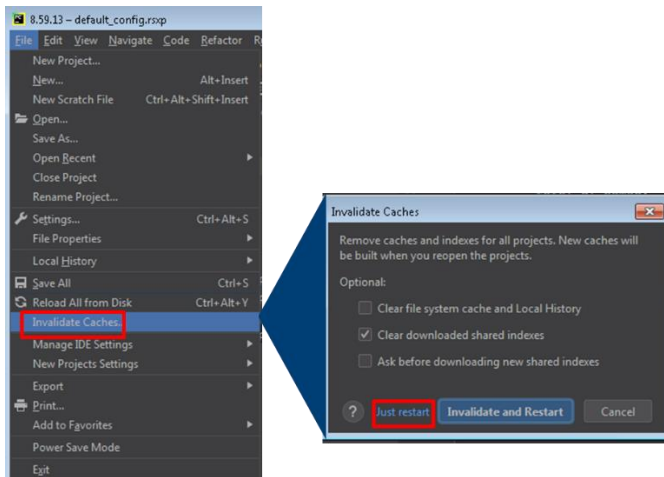 8.59.13 – default_config.rsxp
File Edit View Navigate Code Refactor
New Project...
New... Alt+Insert
New Scratch File Ctrl+Alt+Shift+Insert
Open...
Save As...
Open Recent
Close Project
Rename Project...
Settings... Ctrl+Alt+S
File Properties
Local History
Save All Ctrl+S
Reload All from Disk Ctrl+Alt+Y
Invalidate Caches...
Manage IDE Settings
New Projects Settings
Export
Print...
Add to Favorites
Power Save Mode
Exit
Invalidate Caches
Remove caches and indexes for all projects. New caches will
be built when you reopen the projects.
Optional:
Clear file system cache and Local History
Clear downloaded shared indexes
Ask before downloading new shared indexes
? Just restart Invalidate and Restart Cancel